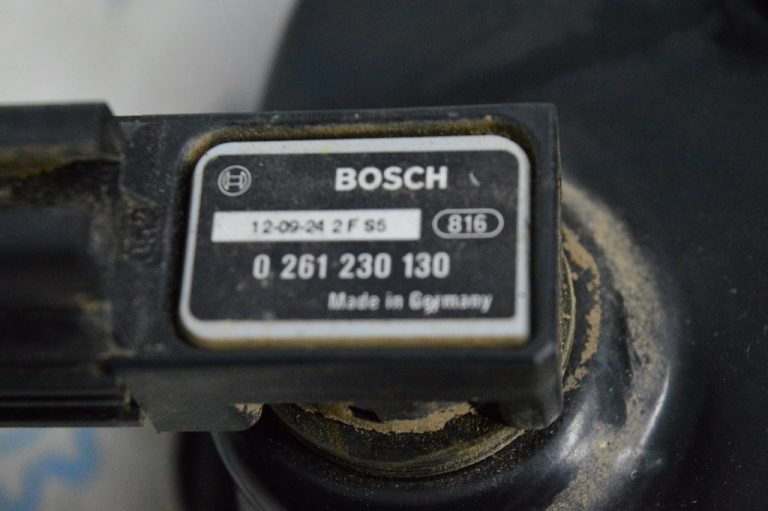 BOSCH
12-09-24 2 F S5 816
0 261 230 130
Made in Germany